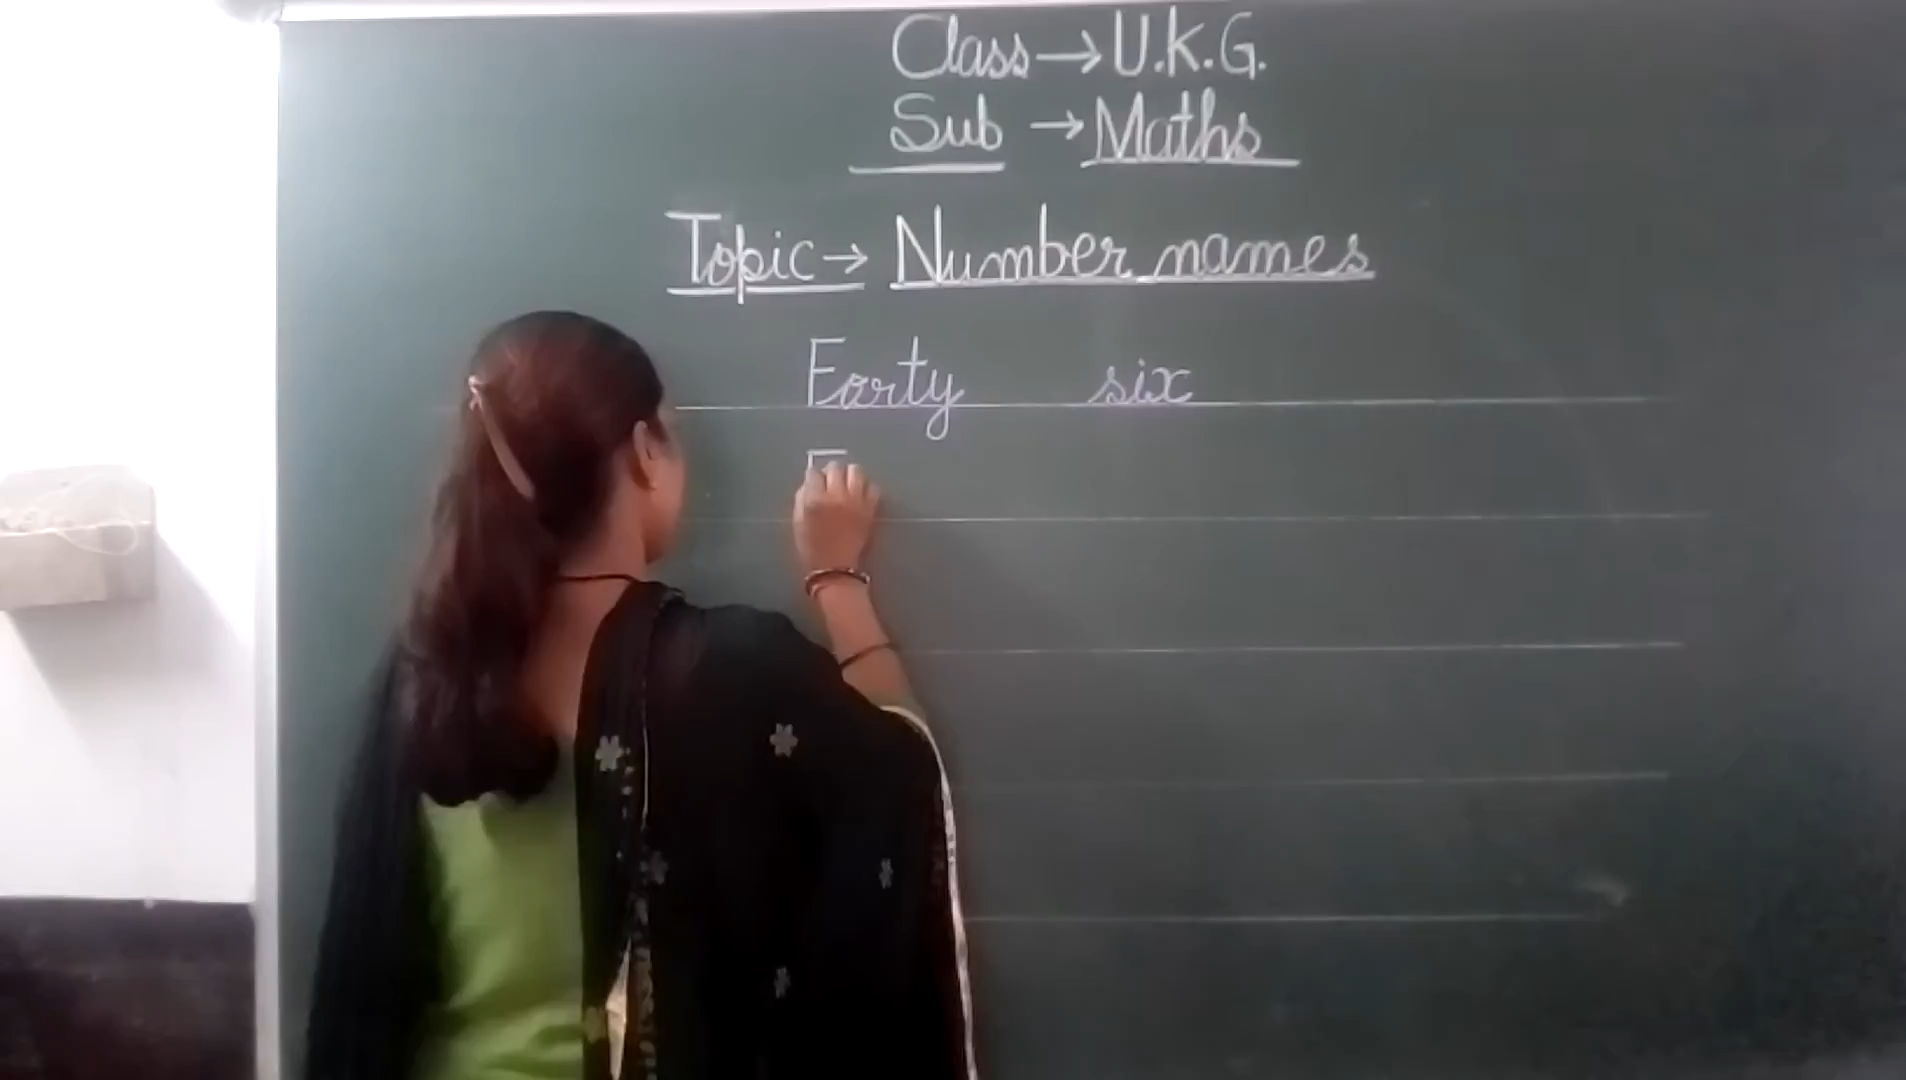 Class → U.K.G.
Sub → Maths
Topic → Number names
Forty six
F